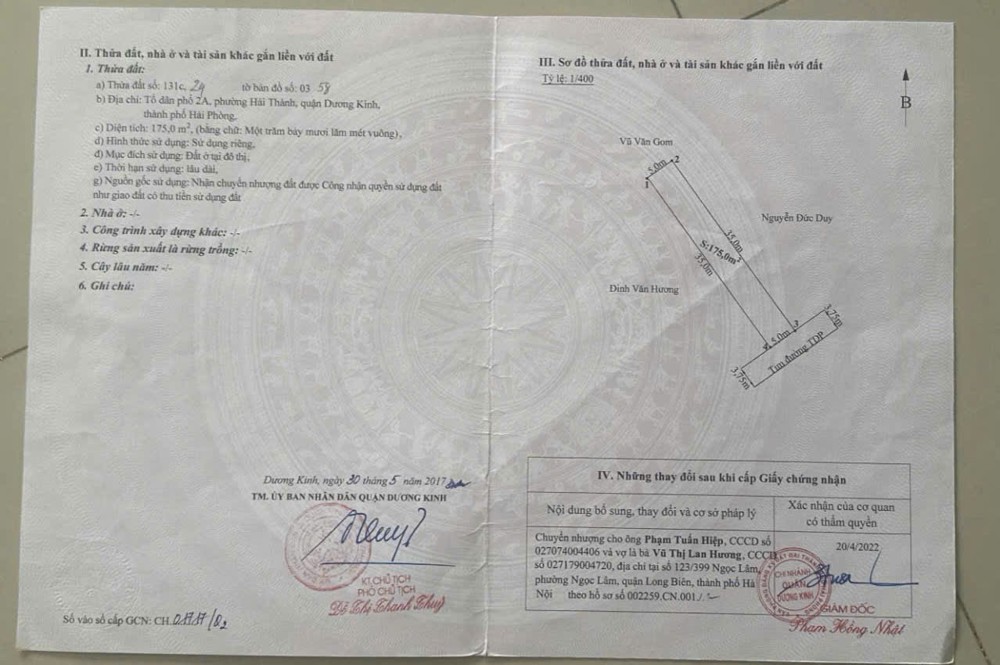 II. Thửa đất, nhà ở và tài sản khác gắn liền với đất
1. Thửa đất:
a) Thửa đất số: 131c, 24 tờ bản đồ số: 03 58
b) Địa chỉ: Tổ dân phố 2A, phường Hải Thành, quận Dương Kinh,
thành phố Hải Phòng,
c) Diện tích: 175,0 m², (bằng chữ: Một trăm bảy mươi lăm mét vuông),
d) Hình thức sử dụng: Sử dụng riêng,
đ) Mục đích sử dụng: Đất ở tại đô thị,
e) Thời hạn sử dụng: lâu dài,
g) Nguồn gốc sử dụng: Nhận chuyển nhượng đất được Công nhận quyền sử dụng đất
như giao đất có thu tiền sử dụng đất
2. Nhà ở: -/-
3. Công trình xây dựng khác: -/-
4. Rừng sản xuất là rừng trồng: -/-
5. Cây lâu năm: -/-
6. Ghi chú:
Dương Kinh, ngày 30 tháng 5 năm 2017
TM. ỦY BAN NHÂN DÂN QUẬN DƯƠNG KINH
KT. CHỦ TỊCH
PHÓ CHỦ TỊCH
Đỗ Thị Thanh Thuỷ
Số vào sổ cấp GCN: CH
III. Sơ đồ thửa đất, nhà ở và tài sản khác gắn liền với đất
Tỷ lệ: 1/400
B
Vũ Văn Gom
5,0m
2
1
Nguyễn Đức Duy
35,0m
S:175,0m²
35,0m
Đinh Văn Hương
3,75m
3
5,0m
4
Tim đường TDP
3,75m
IV. Những thay đổi sau khi cấp Giấy chứng nhận
Nội dung bổ sung, thay đổi và cơ sở pháp lý
Xác nhận của cơ quan
có thẩm quyền
Chuyển nhượng cho ông Phạm Tuấn Hiệp, CCCD số
027074004406 và vợ là bà Vũ Thị Lan Hương, CCCD
số 027179004720, địa chỉ tại số 123/399 Ngọc Lâm,
phường Ngọc Lâm, quận Long Biên, thành phố Hà
Nội theo hồ sơ số 002259.CN.001./.
20/4/2022
CHI NHÁNH
QUẬN
DƯƠNG KINH
GIÁM ĐỐC
Phạm Hồng Nhật